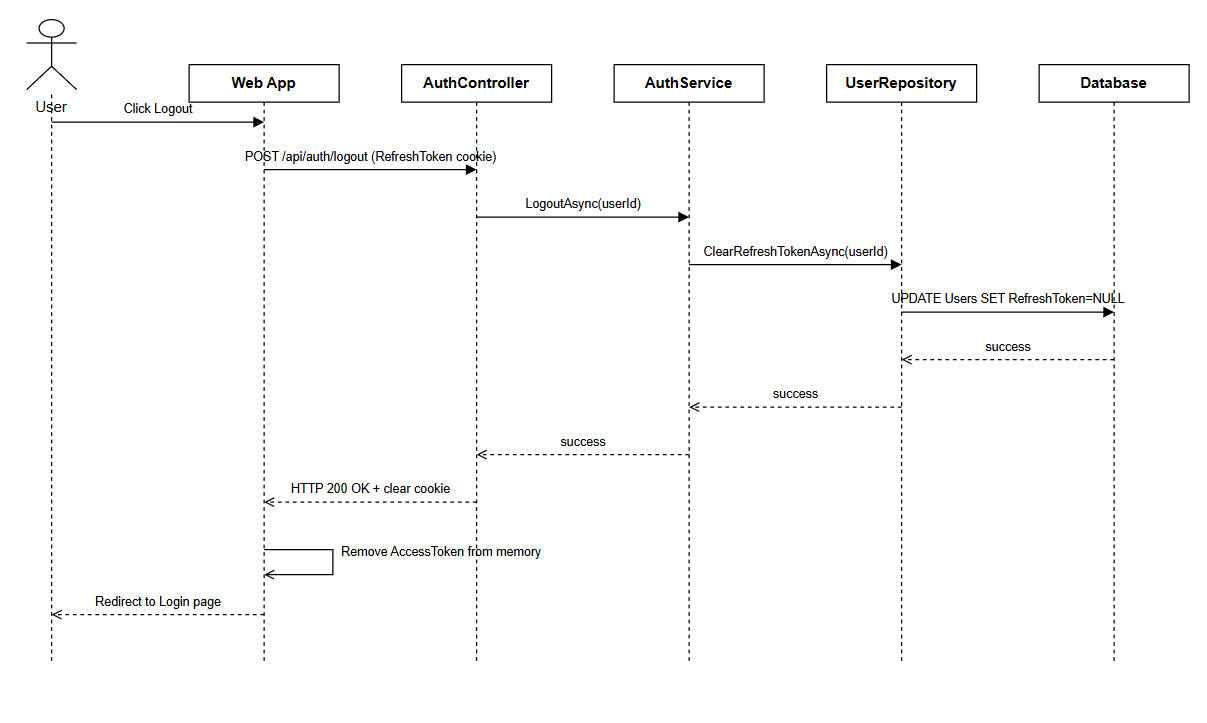 User
Web App
AuthController
AuthService
UserRepository
Database
Click Logout
POST /api/auth/logout (RefreshToken cookie)
LogoutAsync(userId)
ClearRefreshTokenAsync(userId)
UPDATE Users SET RefreshToken=NULL
success
success
success
HTTP 200 OK + clear cookie
Remove AccessToken from memory
Redirect to Login page